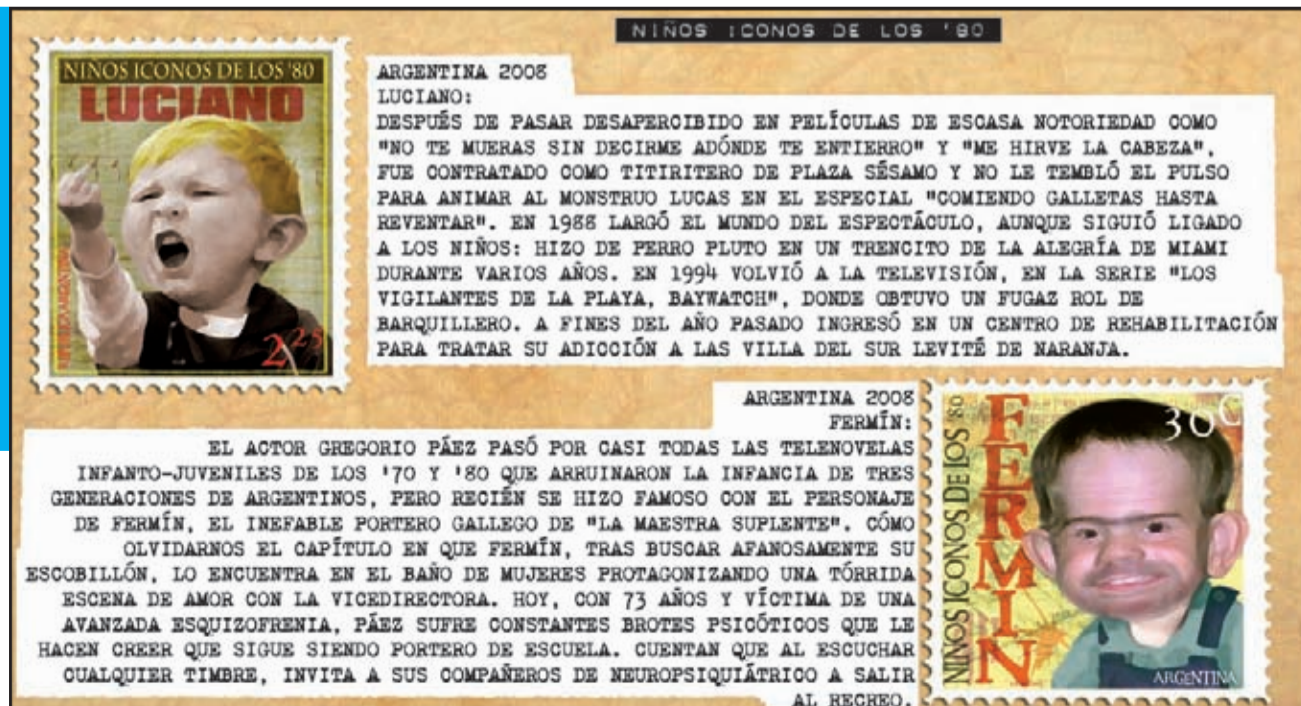 NIÑOS ICONOS DE LOS '80
NIÑOS ICONOS DE LOS '80
LUCIANO
2,25
ARGENTINA 2008
LUCIANO:
DESPUÉS DE PASAR DESAPERCIBIDO EN PELÍCULAS DE ESCASA NOTORIEDAD COMO
"NO TE MUERAS SIN DECIRME ADÓNDE TE ENTIERRO" Y "ME HIRVE LA CABEZA",
FUE CONTRATADO COMO TITIRITERO DE PLAZA SÉSAMO Y NO LE TEMBLÓ EL PULSO
PARA ANIMAR AL MONSTRUO LUCAS EN EL ESPECIAL "COMIENDO GALLETAS HASTA
REVENTAR". EN 1988 LARGÓ EL MUNDO DEL ESPECTÁCULO, AUNQUE SIGUIÓ LIGADO
A LOS NIÑOS: HIZO DE PERRO PLUTO EN UN TRENCITO DE LA ALEGRÍA DE MIAMI
DURANTE VARIOS AÑOS. EN 1994 VOLVIÓ A LA TELEVISIÓN, EN LA SERIE "LOS
VIGILANTES DE LA PLAYA, BAYWATCH", DONDE OBTUVO UN FUGAZ ROL DE
BARQUILLERO. A FINES DEL AÑO PASADO INGRESÓ EN UN CENTRO DE REHABILITACIÓN
PARA TRATAR SU ADICCIÓN A LAS VILLA DEL SUR LEVITÉ DE NARANJA.
ARGENTINA 2008
FERMÍN:
EL ACTOR GREGORIO PÁEZ PASÓ POR CASI TODAS LAS TELENOVELAS
INFANTO-JUVENILES DE LOS '70 Y '80 QUE ARRUINARON LA INFANCIA DE TRES
GENERACIONES DE ARGENTINOS, PERO RECIÉN SE HIZO FAMOSO CON EL PERSONAJE
DE FERMÍN, EL INEFABLE PORTERO GALLEGO DE "LA MAESTRA SUPLENTE". CÓMO
OLVIDARNOS EL CAPÍTULO EN QUE FERMÍN, TRAS BUSCAR AFANOSAMENTE SU
ESCOBILLÓN, LO ENCUENTRA EN EL BAÑO DE MUJERES PROTAGONIZANDO UNA TÓRRIDA
ESCENA DE AMOR CON LA VICEDIRECTORA. HOY, CON 73 AÑOS Y VÍCTIMA DE UNA
AVANZADA ESQUIZOFRENIA, PÁEZ SUFRE CONSTANTES BROTES PSICÓTICOS QUE LE
HACEN CREER QUE SIGUE SIENDO PORTERO DE ESCUELA. CUENTAN QUE AL ESCUCHAR
CUALQUIER TIMBRE, INVITA A SUS COMPAÑEROS DE NEUROPSIQUIÁTRICO A SALIR
AL RECREO.
NIÑOS ICONOS DE LOS '80
FERMIN
30C
ARGENTINA